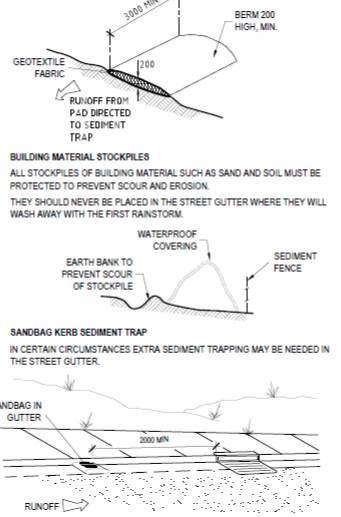 3000 MIN
BERM 200
HIGH, MIN.
GEOTEXTILE
FABRIC
200
RUNOFF FROM
PAD DIRECTED
TO SEDIMENT
TRAP
BUILDING MATERIAL STOCKPILES
ALL STOCKPILES OF BUILDING MATERIAL SUCH AS SAND AND SOIL MUST BE
PROTECTED TO PREVENT SCOUR AND EROSION.
THEY SHOULD NEVER BE PLACED IN THE STREET GUTTER WHERE THEY WILL
WASH AWAY WITH THE FIRST RAINSTORM.
WATERPROOF
COVERING
EARTH BANK TO
PREVENT SCOUR
OF STOCKPILE
SEDIMENT
FENCE
SANDBAG KERB SEDIMENT TRAP
IN CERTAIN CIRCUMSTANCES EXTRA SEDIMENT TRAPPING MAY BE NEEDED IN
THE STREET GUTTER.
ANDBAG IN
GUTTER
2000 MIN
RUNOFF